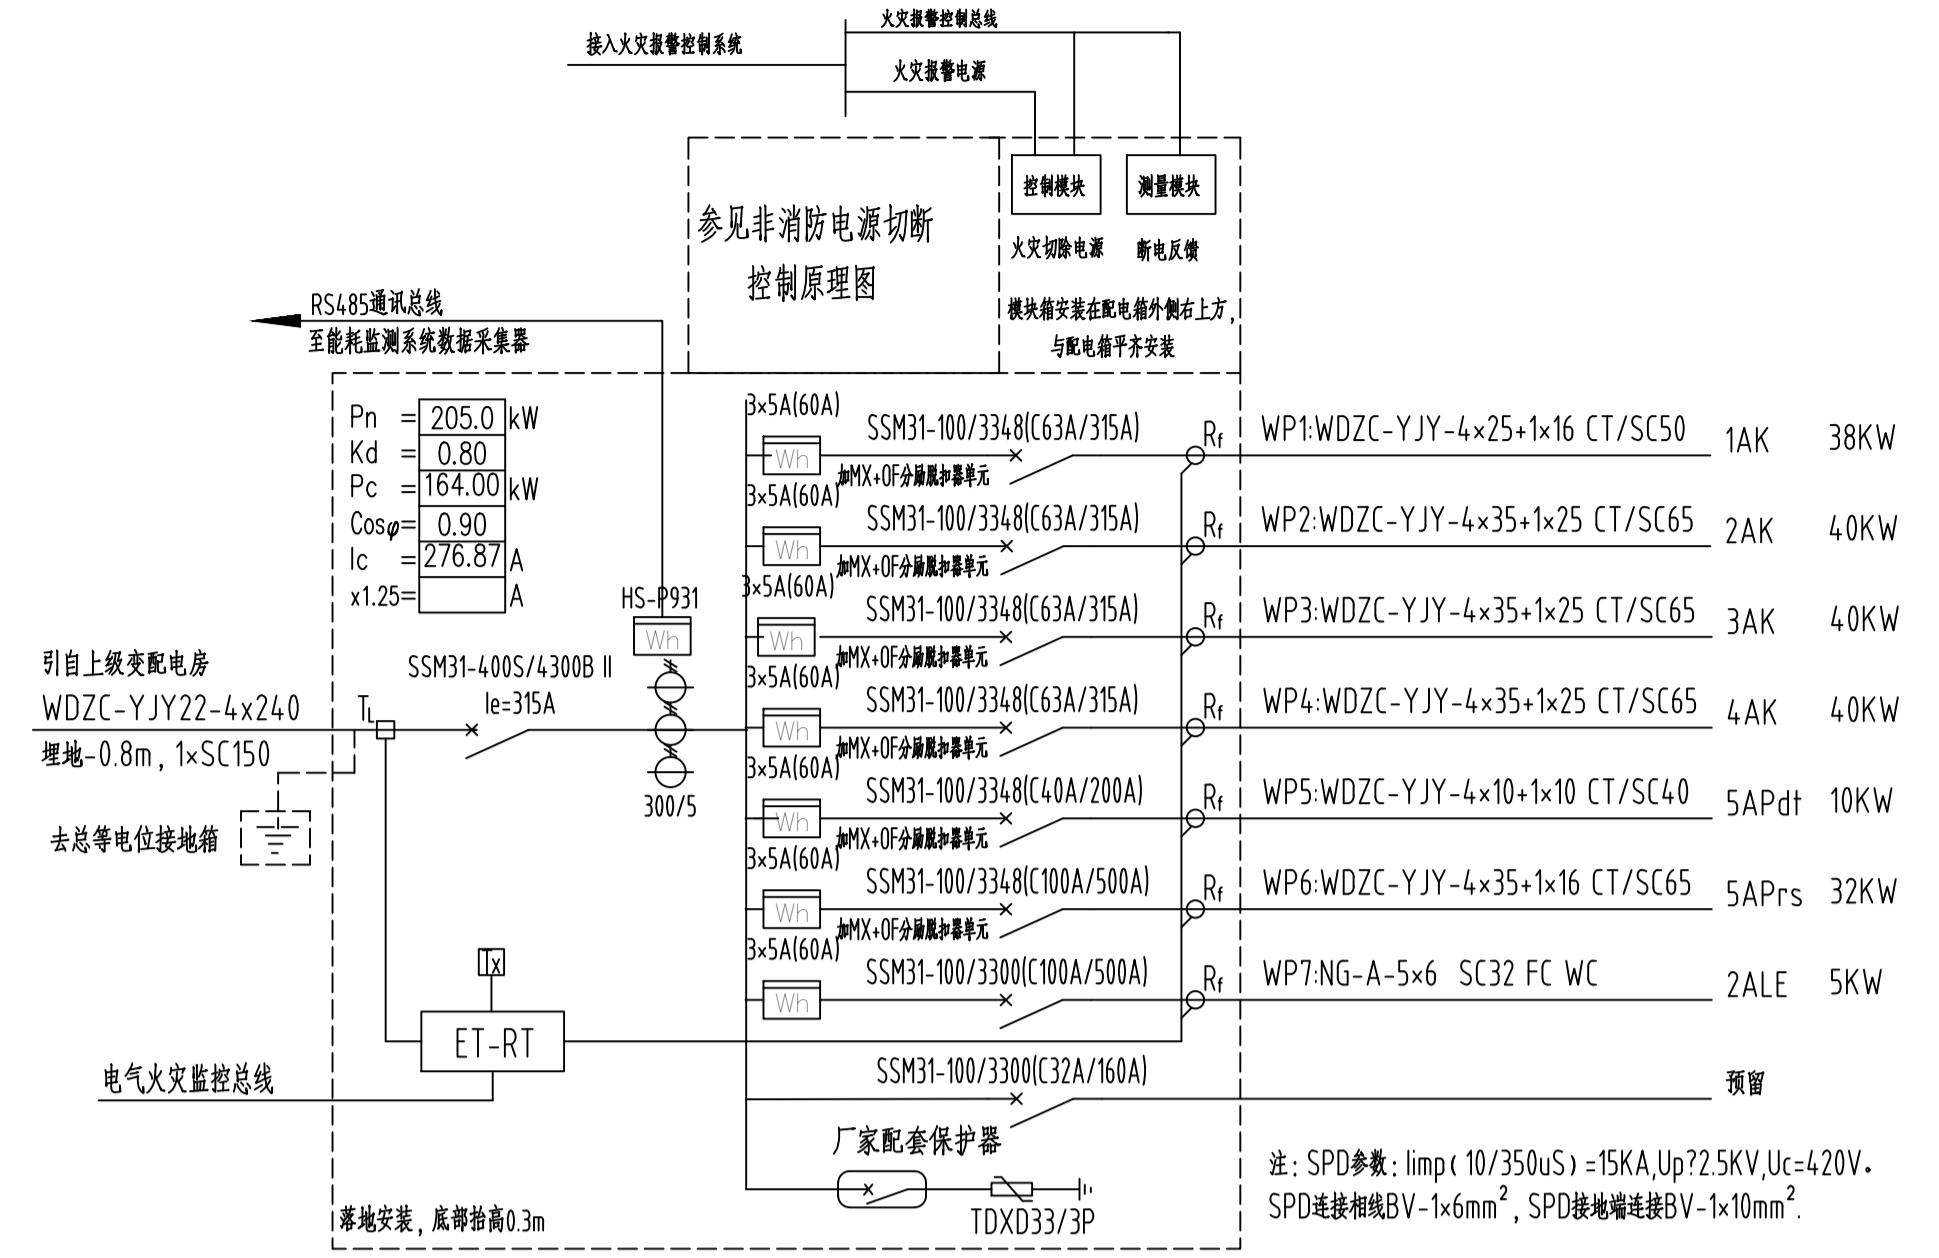 火灾报警控制总线
接入火灾报警控制系统
火灾报警电源
控制模块
测量模块
参见非消防电源切断
控制原理图
火灾切除电源
断电反馈
模块箱安装在配电箱外侧右上方,
与配电箱平齐安装
RS485通讯总线
至能耗监测系统数据采集器
Pn = 205.0 kW
Kd = 0.80
Pc = 164.00 kW
Cosφ= 0.90
Ic = 276.87 A
x1.25= A
HS-P931
Wh
300/5
引自上级变配电房
WDZC-YJY22-4x240
埋地-0.8m, 1×SC150
TL
SSM31-400S/4300B II
Ie=315A
去总等电位接地箱
3×5A(60A)
Wh
SSM31-100/3348(C63A/315A)
加MX+OF分励脱扣器单元
Rf
WP1:WDZC-YJY-4×25+1×16 CT/SC50
1AK 38KW
3×5A(60A)
Wh
SSM31-100/3348(C63A/315A)
加MX+OF分励脱扣器单元
Rf
WP2:WDZC-YJY-4×35+1×25 CT/SC65
2AK 40KW
3×5A(60A)
Wh
SSM31-100/3348(C63A/315A)
加MX+OF分励脱扣器单元
Rf
WP3:WDZC-YJY-4×35+1×25 CT/SC65
3AK 40KW
3×5A(60A)
Wh
SSM31-100/3348(C63A/315A)
加MX+OF分励脱扣器单元
Rf
WP4:WDZC-YJY-4×35+1×25 CT/SC65
4AK 40KW
3×5A(60A)
Wh
SSM31-100/3348(C40A/200A)
加MX+OF分励脱扣器单元
Rf
WP5:WDZC-YJY-4×10+1×10 CT/SC40
5APdt 10KW
3×5A(60A)
Wh
SSM31-100/3348(C100A/500A)
加MX+OF分励脱扣器单元
Rf
WP6:WDZC-YJY-4×35+1×16 CT/SC65
5APrs 32KW
3×5A(60A)
Wh
SSM31-100/3300(C100A/500A)
Rf
WP7:NG-A-5×6 SC32 FC WC
2ALE 5KW
Tx
ET-RT
电气火灾监控总线
SSM31-100/3300(C32A/160A)
预留
厂家配套保护器
TDXD33/3P
落地安装, 底部抬高0.3m
注: SPD参数: Iimp(10/350uS)=15KA,Up?2.5KV,Uc=420V。
SPD连接相线BV-1×6mm², SPD接地端连接BV-1×10mm².